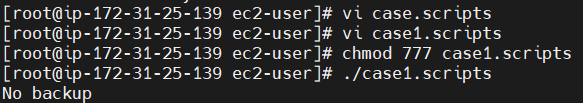 [root@ip-172-31-25-139 ec2-user]# vi case.scripts
[root@ip-172-31-25-139 ec2-user]# vi case1.scripts
[root@ip-172-31-25-139 ec2-user]# chmod 777 case1.scripts
[root@ip-172-31-25-139 ec2-user]# ./case1.scripts
No backup